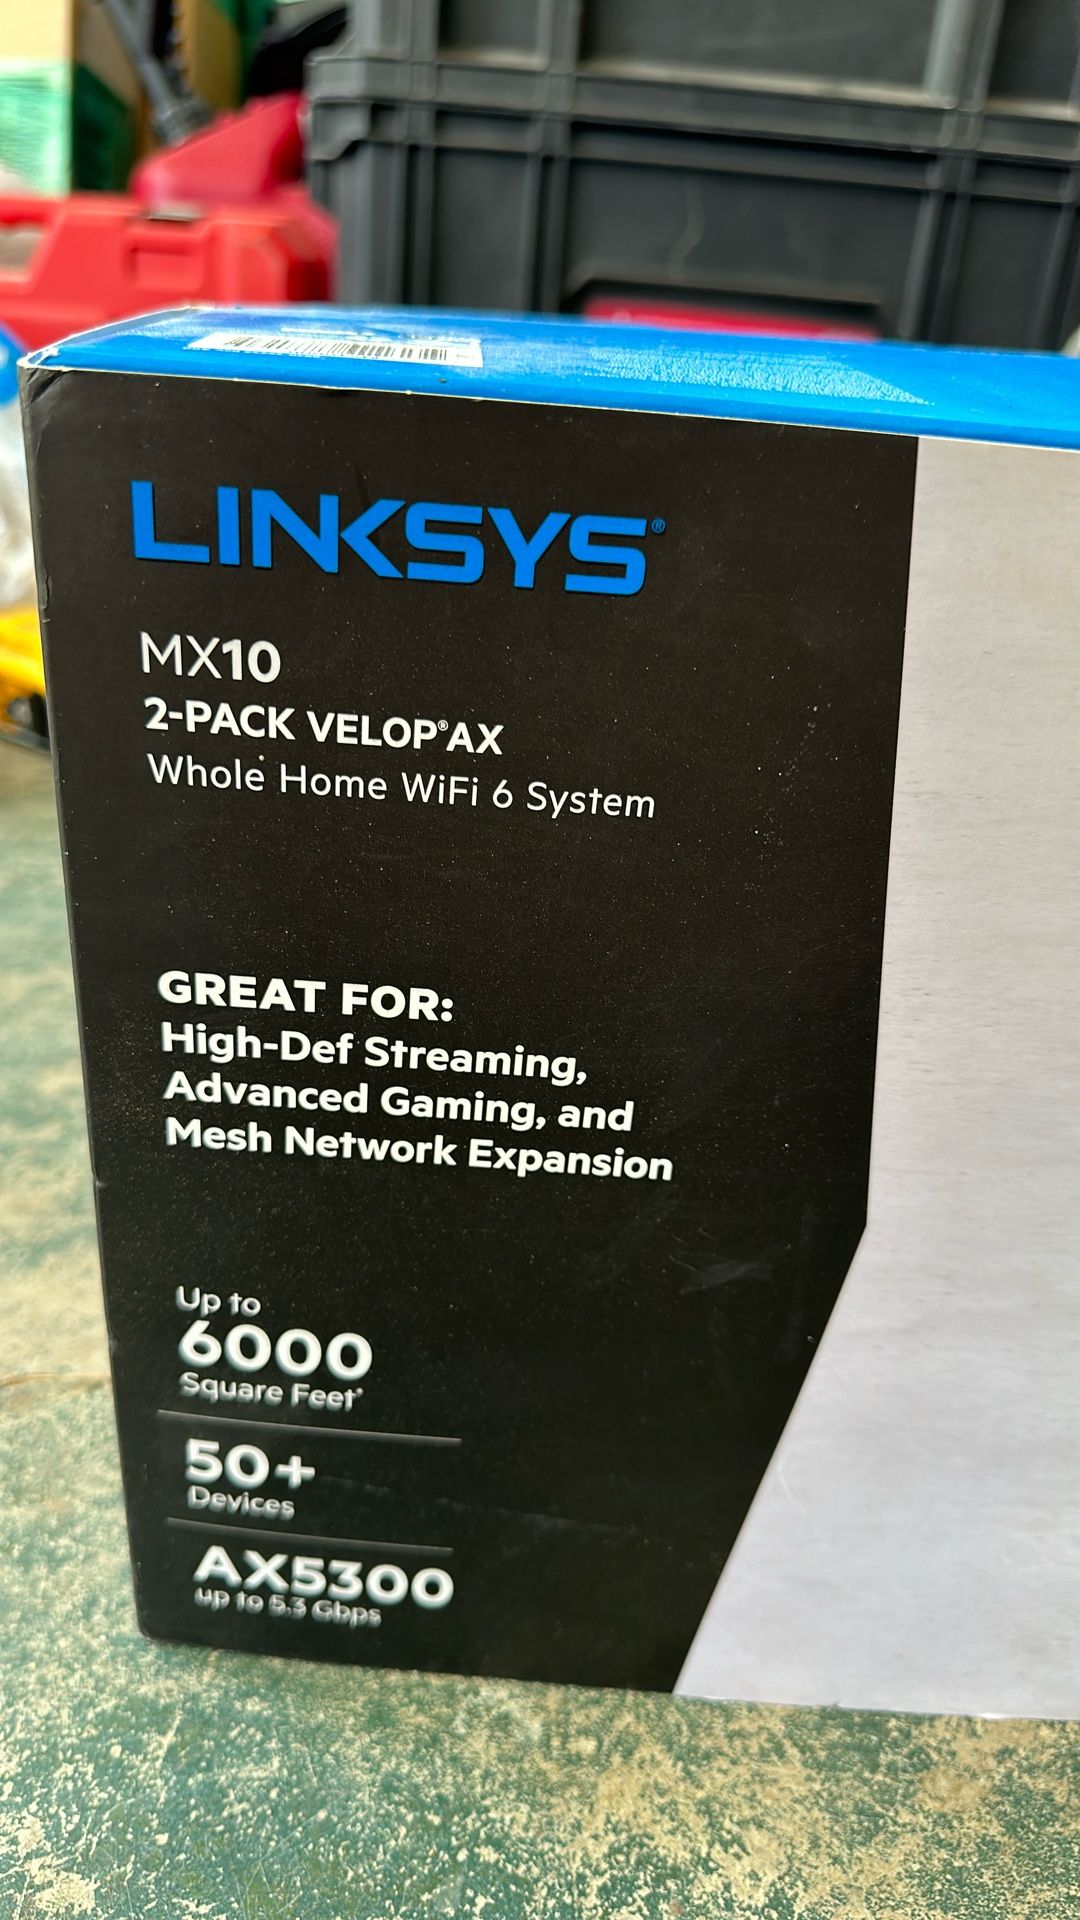 LINKSYS®
MX10
2-PACK VELOP® AX
Whole Home WiFi 6 System
GREAT FOR:
High-Def Streaming,
Advanced Gaming, and
Mesh Network Expansion
Up to
6000
Square Feet*
50+
Devices
AX5300
up to 5.3 Gbps